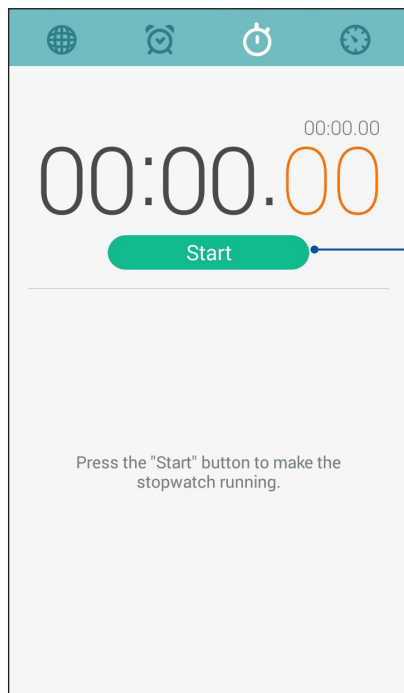 00:00.00
00:00.00
Start
Press the "Start" button to make the
stopwatch running.